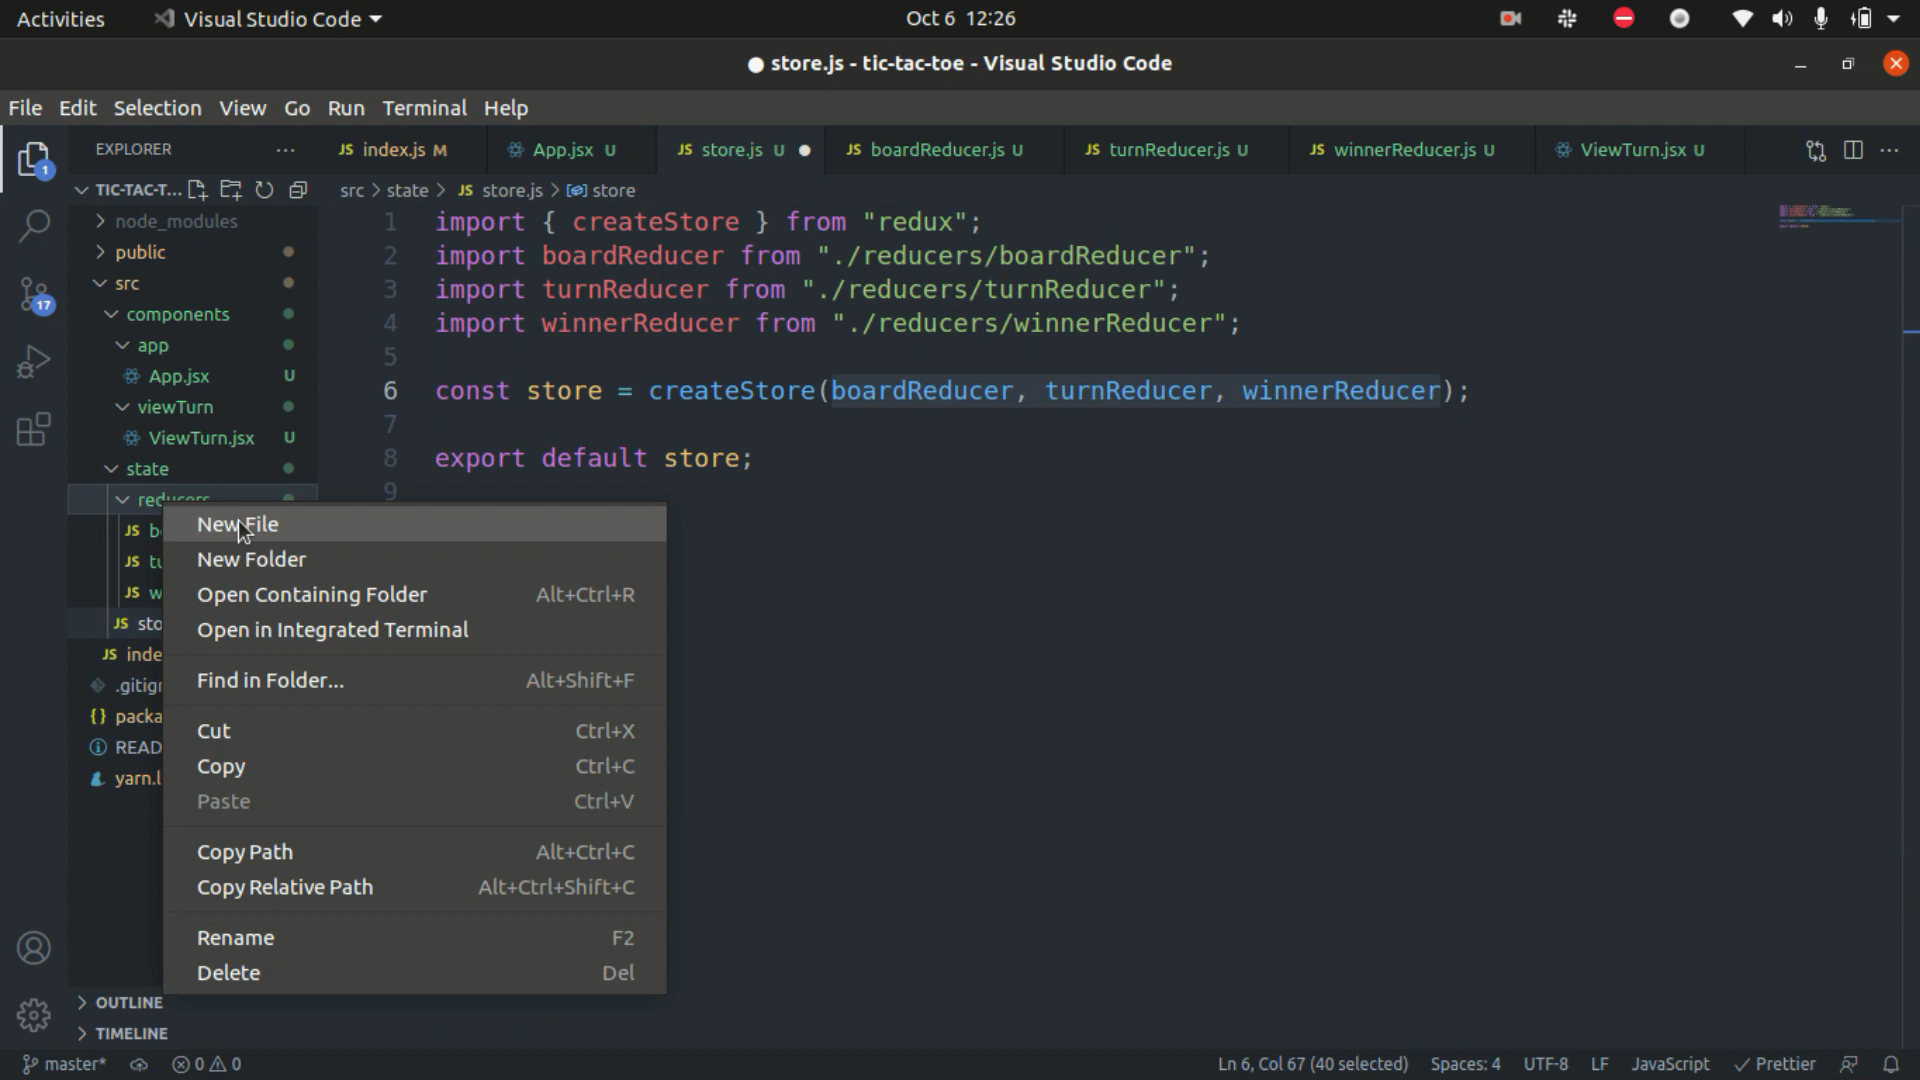 Activities
Visual Studio Code
Oct 6 12:26
store.js - tic-tac-toe - Visual Studio Code
File Edit Selection View Go Run Terminal Help
1
EXPLORER
JS index.js M
App.jsx U
JS store.js U
JS boardReducer.js U
JS turnReducer.js U
JS winnerReducer.js U
ViewTurn.jsx U
TIC-TAC-T...
src > state > JS store.js > store
node_modules
public
src
components
app
App.jsx U
viewTurn
ViewTurn.jsx U
state
reducers
JS
JS
JS
JS
JS
17
1 import { createStore } from "redux";
2 import boardReducer from "./reducers/boardReducer";
3 import turnReducer from "./reducers/turnReducer";
4 import winnerReducer from "./reducers/winnerReducer";
5
6 const store = createStore(boardReducer, turnReducer, winnerReducer);
7
8 export default store;
9
New File
New Folder
Open Containing Folder Alt+Ctrl+R
Open in Integrated Terminal
Find in Folder... Alt+Shift+F
Cut Ctrl+X
Copy Ctrl+C
Paste Ctrl+V
Copy Path Alt+Ctrl+C
Copy Relative Path Alt+Ctrl+Shift+C
Rename F2
Delete Del
OUTLINE
TIMELINE
master*
0 0
Ln 6, Col 67 (40 selected)
Spaces: 4
UTF-8
LF
JavaScript
Prettier